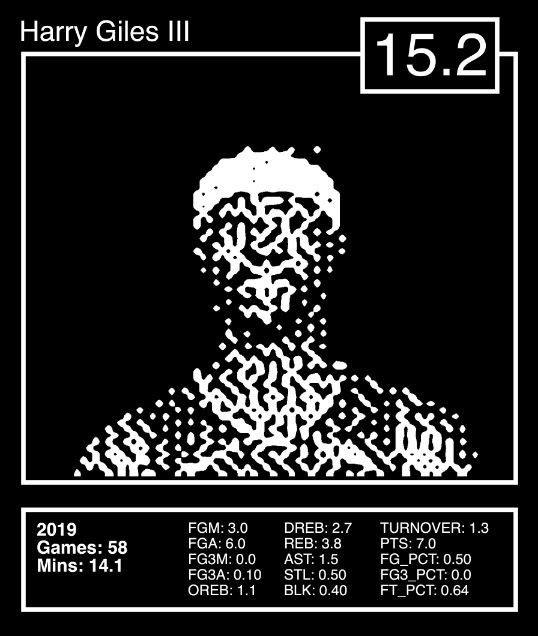 Harry Giles III
15.2
2019
Games: 58
Mins: 14.1
FGM: 3.0
FGA: 6.0
FG3M: 0.0
FG3A: 0.10
OREB: 1.1
DREB: 2.7
REB: 3.8
AST: 1.5
STL: 0.50
BLK: 0.40
TURNOVER: 1.3
PTS: 7.0
FG_PCT: 0.50
FG3_PCT: 0.0
FT_PCT: 0.64